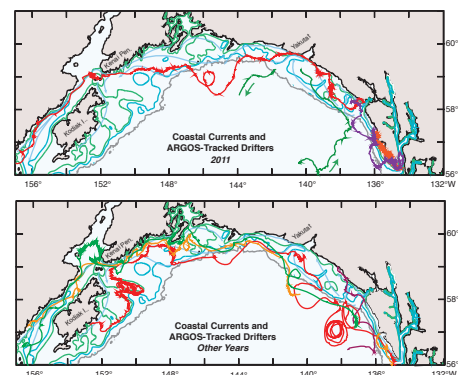 Kenai Pen.
Yakutat
60°
Kodiak I.
58°
Coastal Currents and
ARGOS-Tracked Drifters
2011
56°
156°
152°
148°
144°
140°
136°
132°W
Kenai Pen.
Yakutat
60°
Kodiak I.
58°
Coastal Currents and
ARGOS-Tracked Drifters
Other Years
56°
156°
152°
148°
144°
140°
136°
132°W